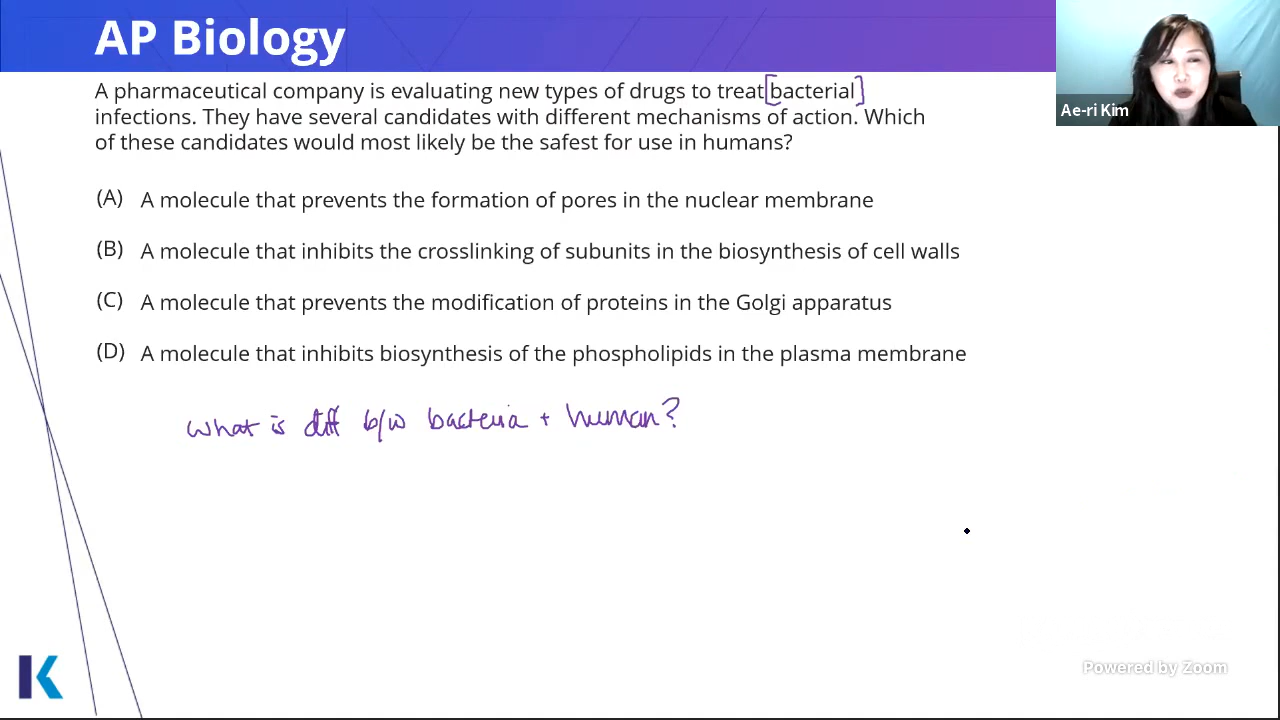 AP Biology
A pharmaceutical company is evaluating new types of drugs to treat [bacterial]
infections. They have several candidates with different mechanisms of action. Which
of these candidates would most likely be the safest for use in humans?
(A) A molecule that prevents the formation of pores in the nuclear membrane
(B) A molecule that inhibits the crosslinking of subunits in the biosynthesis of cell walls
(C) A molecule that prevents the modification of proteins in the Golgi apparatus
(D) A molecule that inhibits biosynthesis of the phospholipids in the plasma membrane
what is diff b/w bacteria + human?
Ae-ri Kim
K
Powered by Zoom